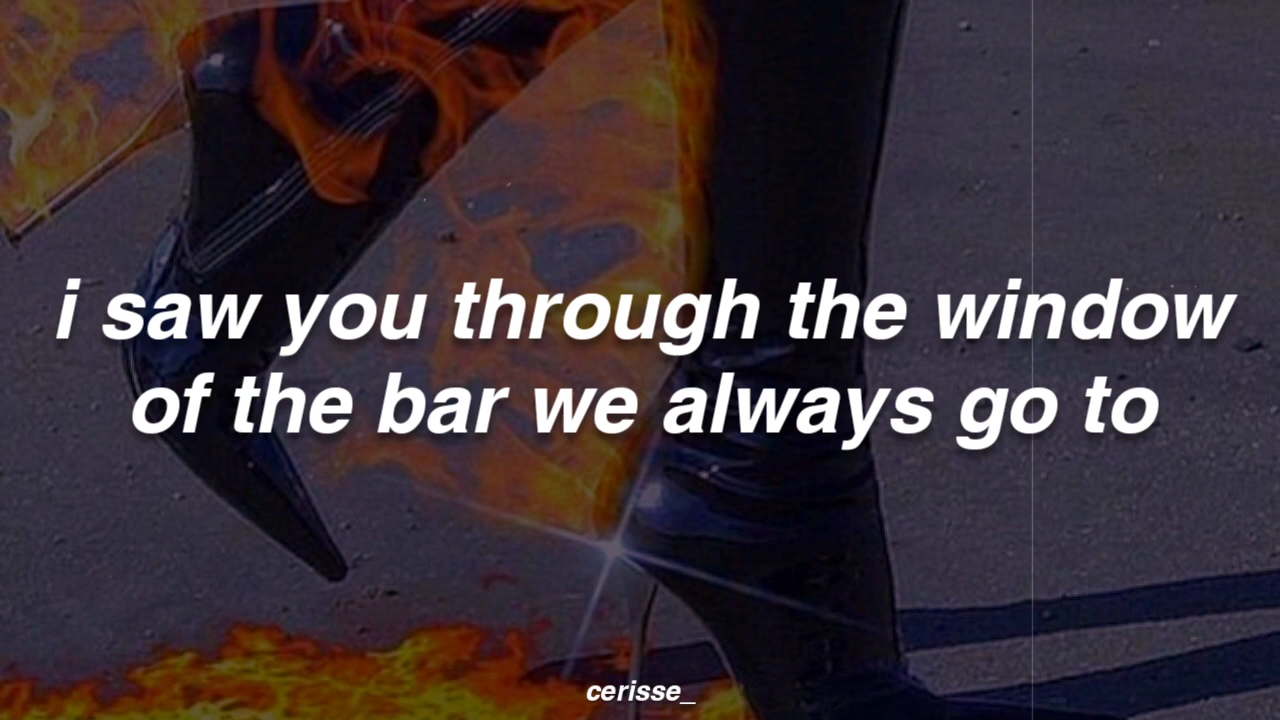 i saw you through the window
of the bar we always go to
cerisse_